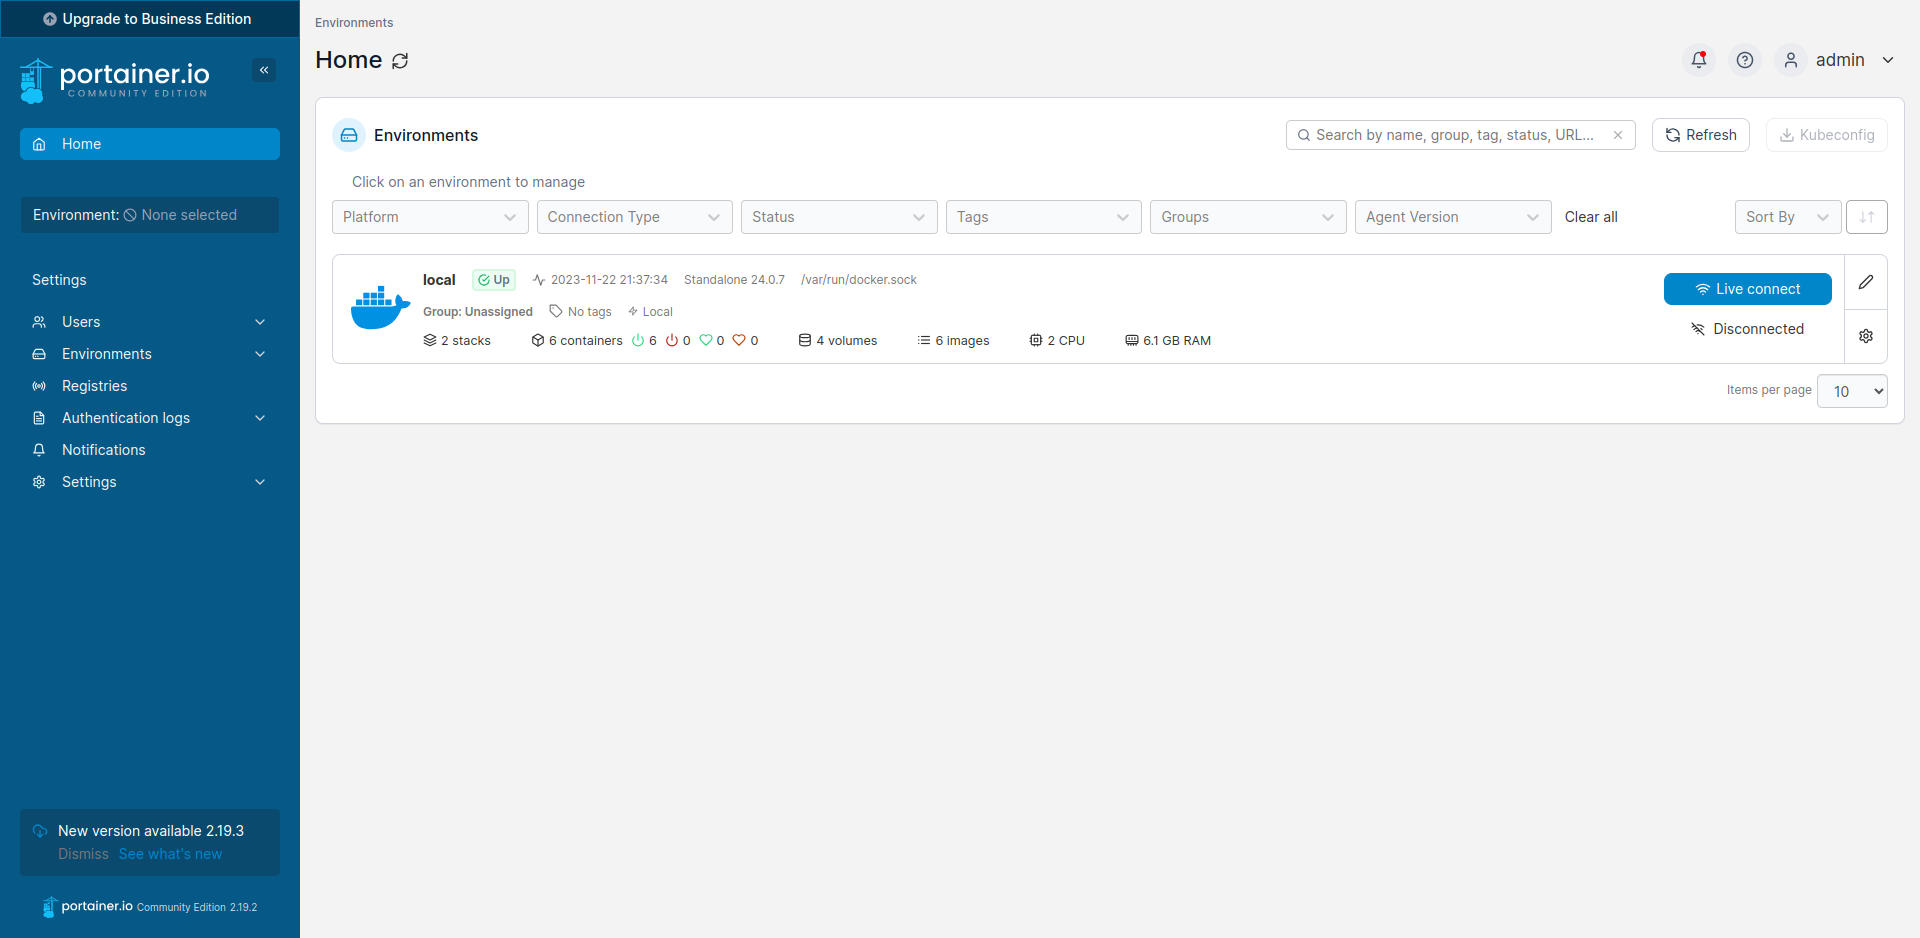 Upgrade to Business Edition
portainer.io
COMMUNITY EDITION
Home
Environment: None selected
Settings
Users
Environments
Registries
Authentication logs
Notifications
Settings
New version available 2.19.3
Dismiss See what's new
portainer.io Community Edition 2.19.2
Environments
Home
admin
Environments
Search by name, group, tag, status, URL...
Refresh
Kubeconfig
Click on an environment to manage
Platform Connection Type Status Tags Groups Agent Version Clear all Sort By
local Up 2023-11-22 21:37:34 Standalone 24.0.7 /var/run/docker.sock
Group: Unassigned No tags Local
2 stacks 6 containers 6 0 0 0 4 volumes 6 images 2 CPU 6.1 GB RAM
Live connect
Disconnected
Items per page 10